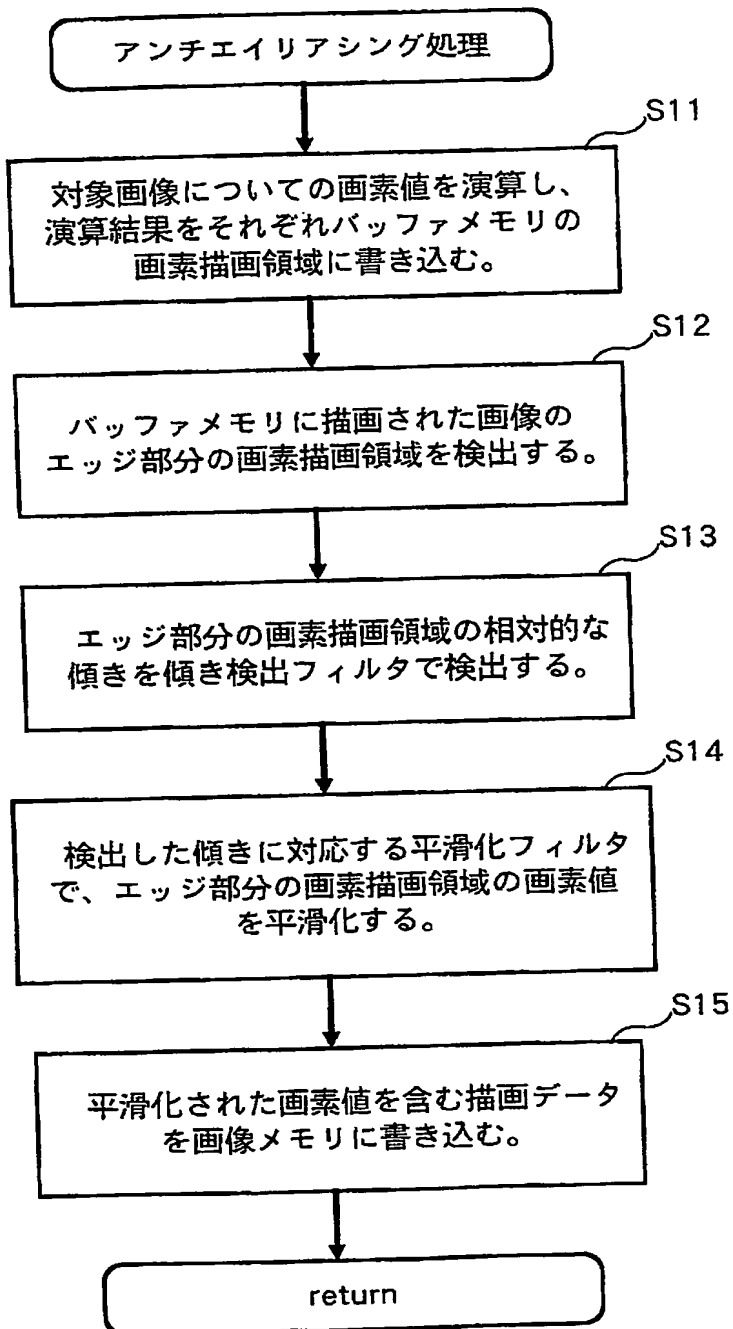 アンチエイリアシング処理
S11
対象画像についての画素値を演算し、
演算結果をそれぞれバッファメモリの
画素描画領域に書き込む。
S12
バッファメモリに描画された画像の
エッジ部分の画素描画領域を検出する。
S13
エッジ部分の画素描画領域の相対的な
傾きを傾き検出フィルタで検出する。
S14
検出した傾きに対応する平滑化フィルタ
で、エッジ部分の画素描画領域の画素値
を平滑化する。
S15
平滑化された画素値を含む描画データ
を画像メモリに書き込む。
return